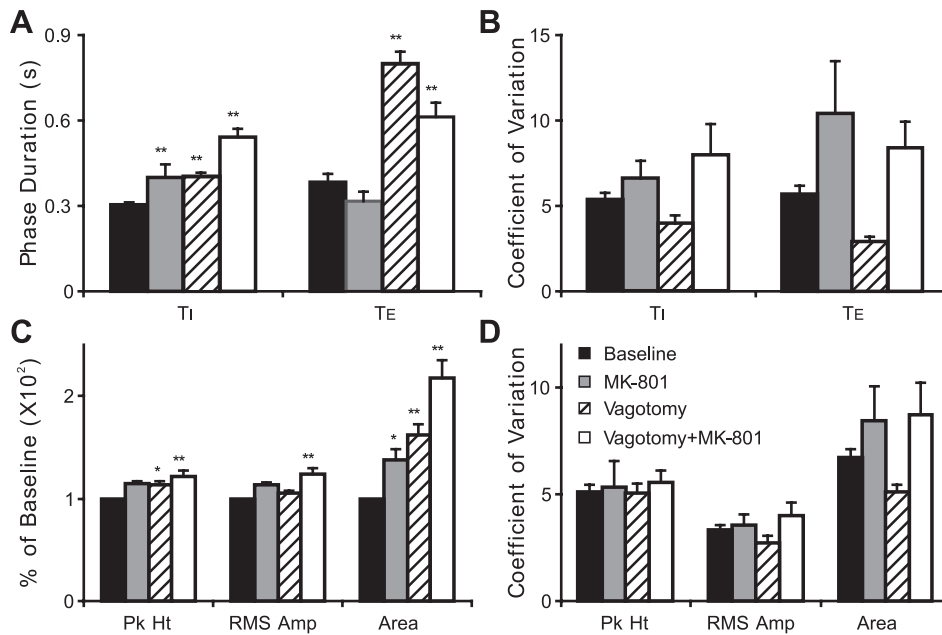 A
Phase Duration (s)
0.9
0.6
0.3
0
**
**
**
**
**
TI
TE
B
Coefficient of Variation
15
10
5
0
TI
TE
C
% of Baseline (X10²)
2
1
0
*
**
**
*
**
**
Pk Ht
RMS Amp
Area
D
Coefficient of Variation
10
5
0
Baseline
MK-801
Vagotomy
Vagotomy+MK-801
Pk Ht
RMS Amp
Area